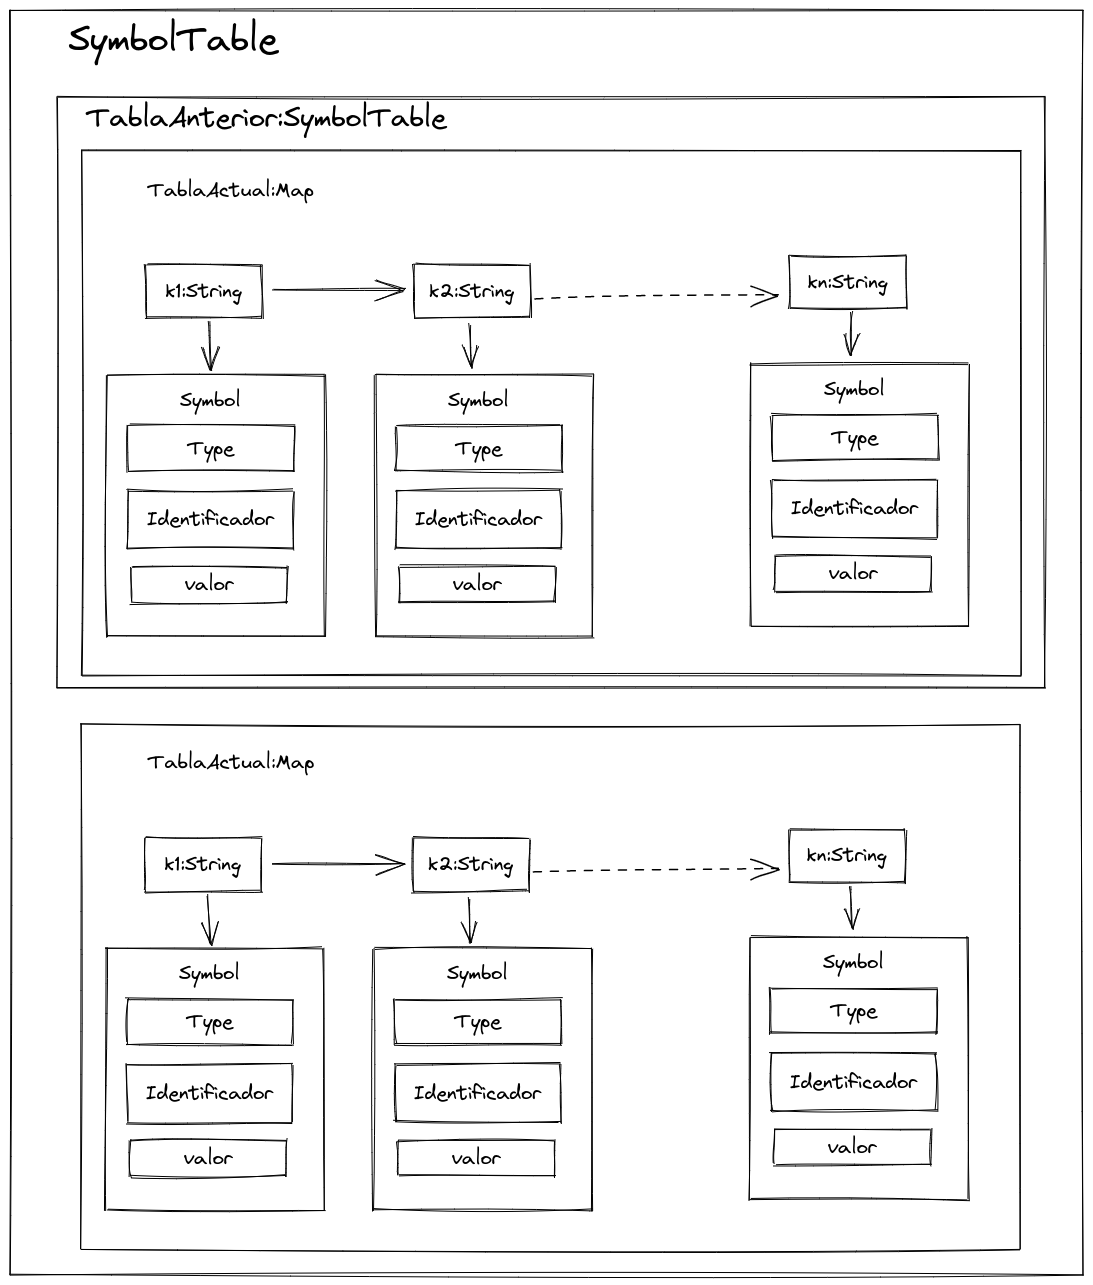 SymbolTable
TablaAnterior:SymbolTable
TablaActual:Map
k1:String
k2:String
kn:String
Symbol
Type
Identificador
valor
Symbol
Type
Identificador
valor
Symbol
Type
Identificador
valor
TablaActual:Map
k1:String
k2:String
kn:String
Symbol
Type
Identificador
valor
Symbol
Type
Identificador
valor
Symbol
Type
Identificador
valor